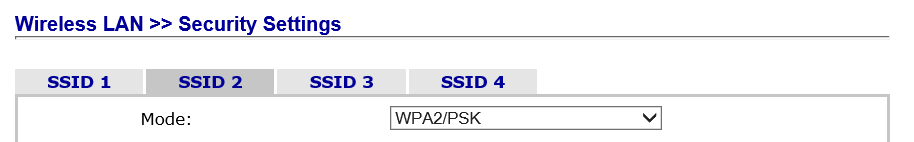 Wireless LAN >> Security Settings
SSID 1 SSID 2 SSID 3 SSID 4
Mode: WPA2/PSK